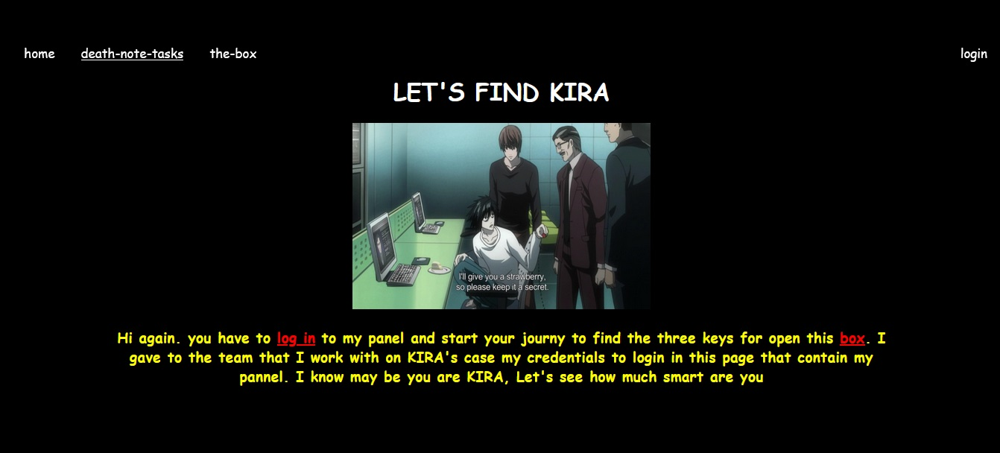 home death-note-tasks the-box login
LET'S FIND KIRA
I'll give you a strawberry,
so please keep it a secret.
Hi again. you have to log in to my panel and start your journy to find the three keys for open this box. I
gave to the team that I work with on KIRA's case my credentials to login in this page that contain my
pannel. I know may be you are KIRA, Let's see how much smart are you